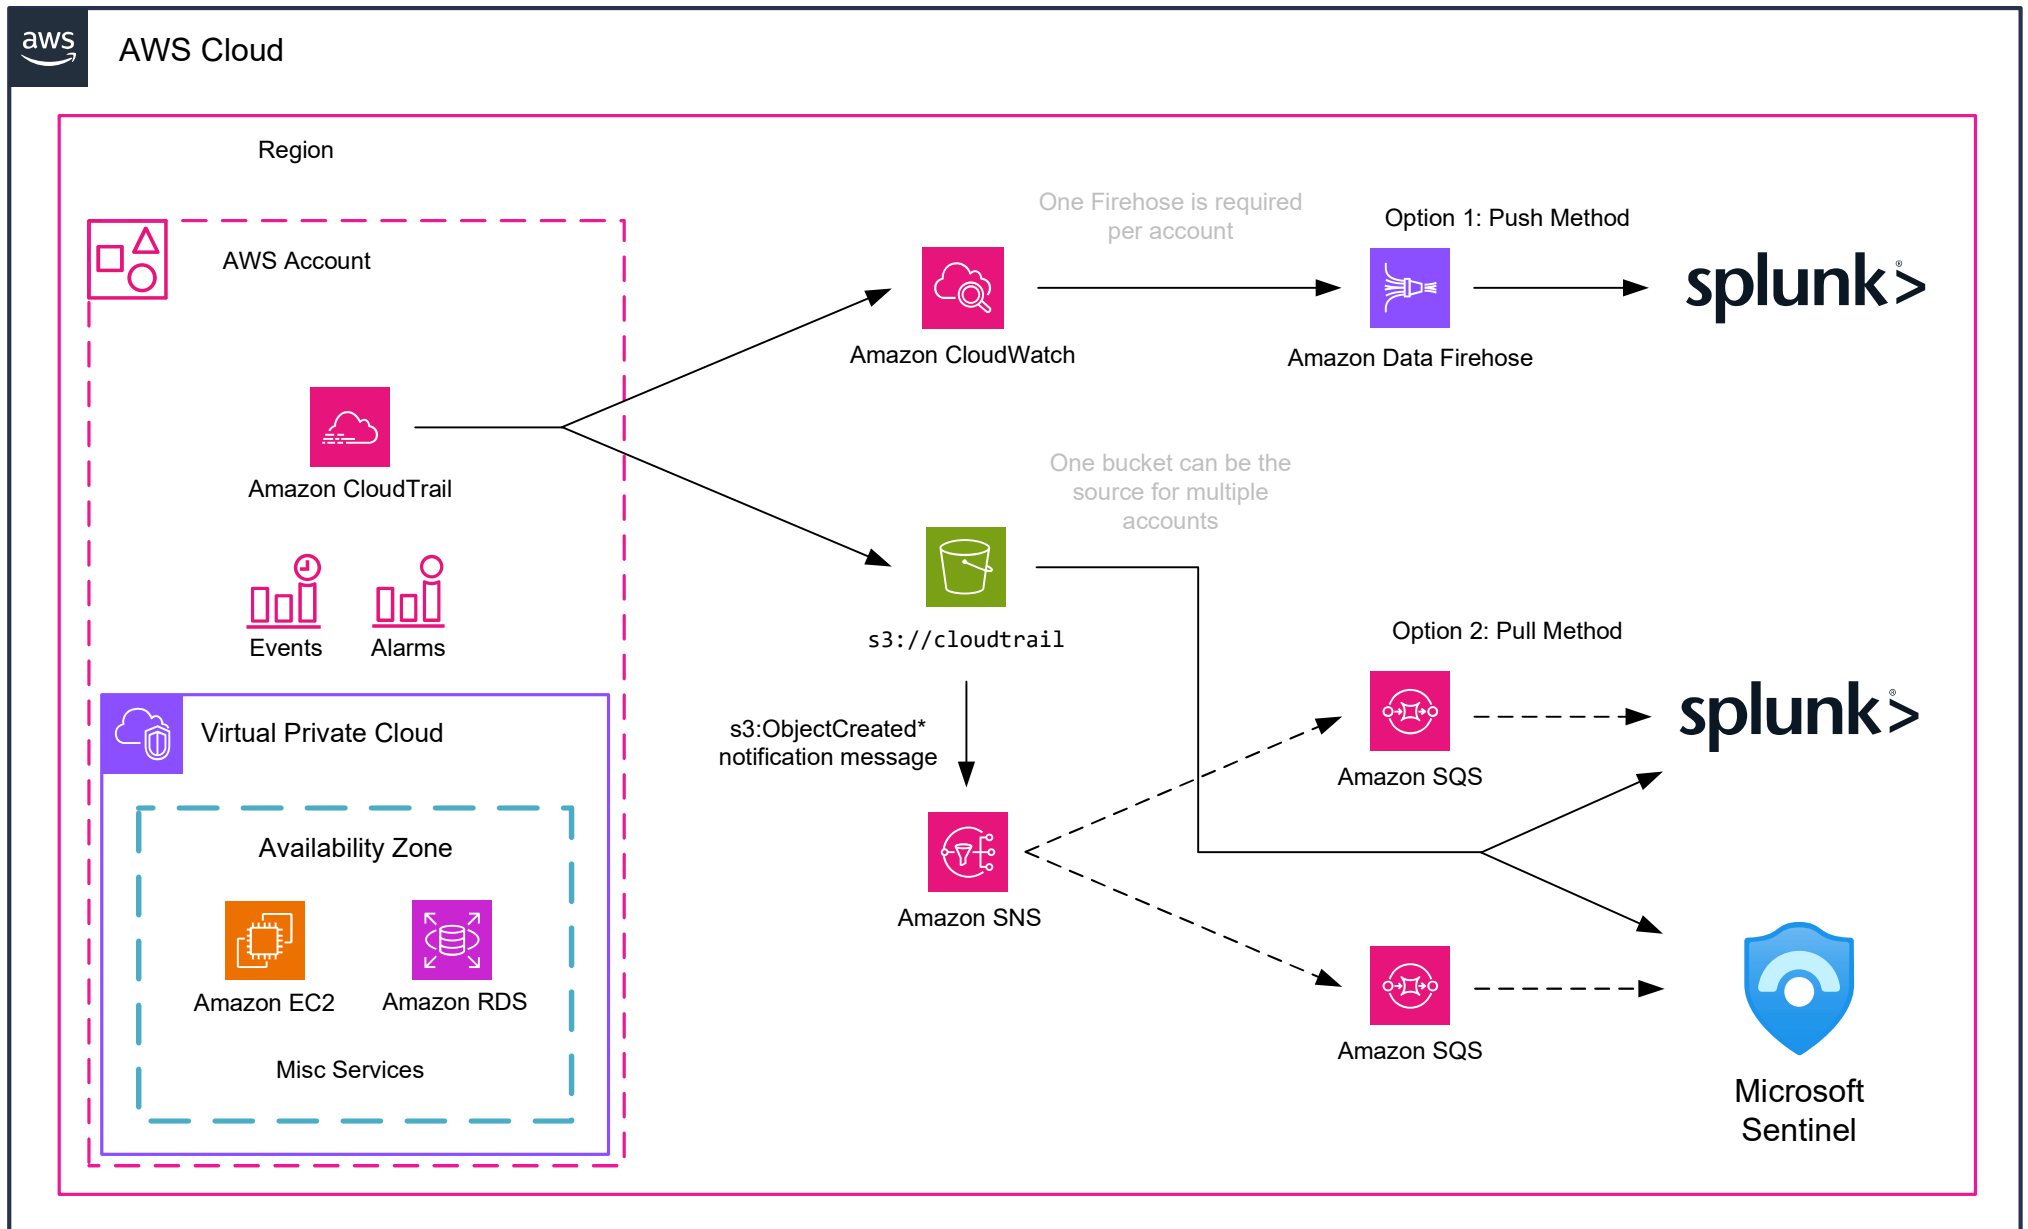 aws
AWS Cloud
Region
AWS Account
Amazon CloudTrail
Events
Alarms
Virtual Private Cloud
Availability Zone
Amazon EC2
Amazon RDS
Misc Services
Amazon CloudWatch
One Firehose is required
per account
Option 1: Push Method
Amazon Data Firehose
splunk>®
One bucket can be the
source for multiple
accounts
s3://cloudtrail
s3:ObjectCreated*
notification message
Amazon SNS
Option 2: Pull Method
Amazon SQS
splunk>®
Amazon SQS
Microsoft
Sentinel